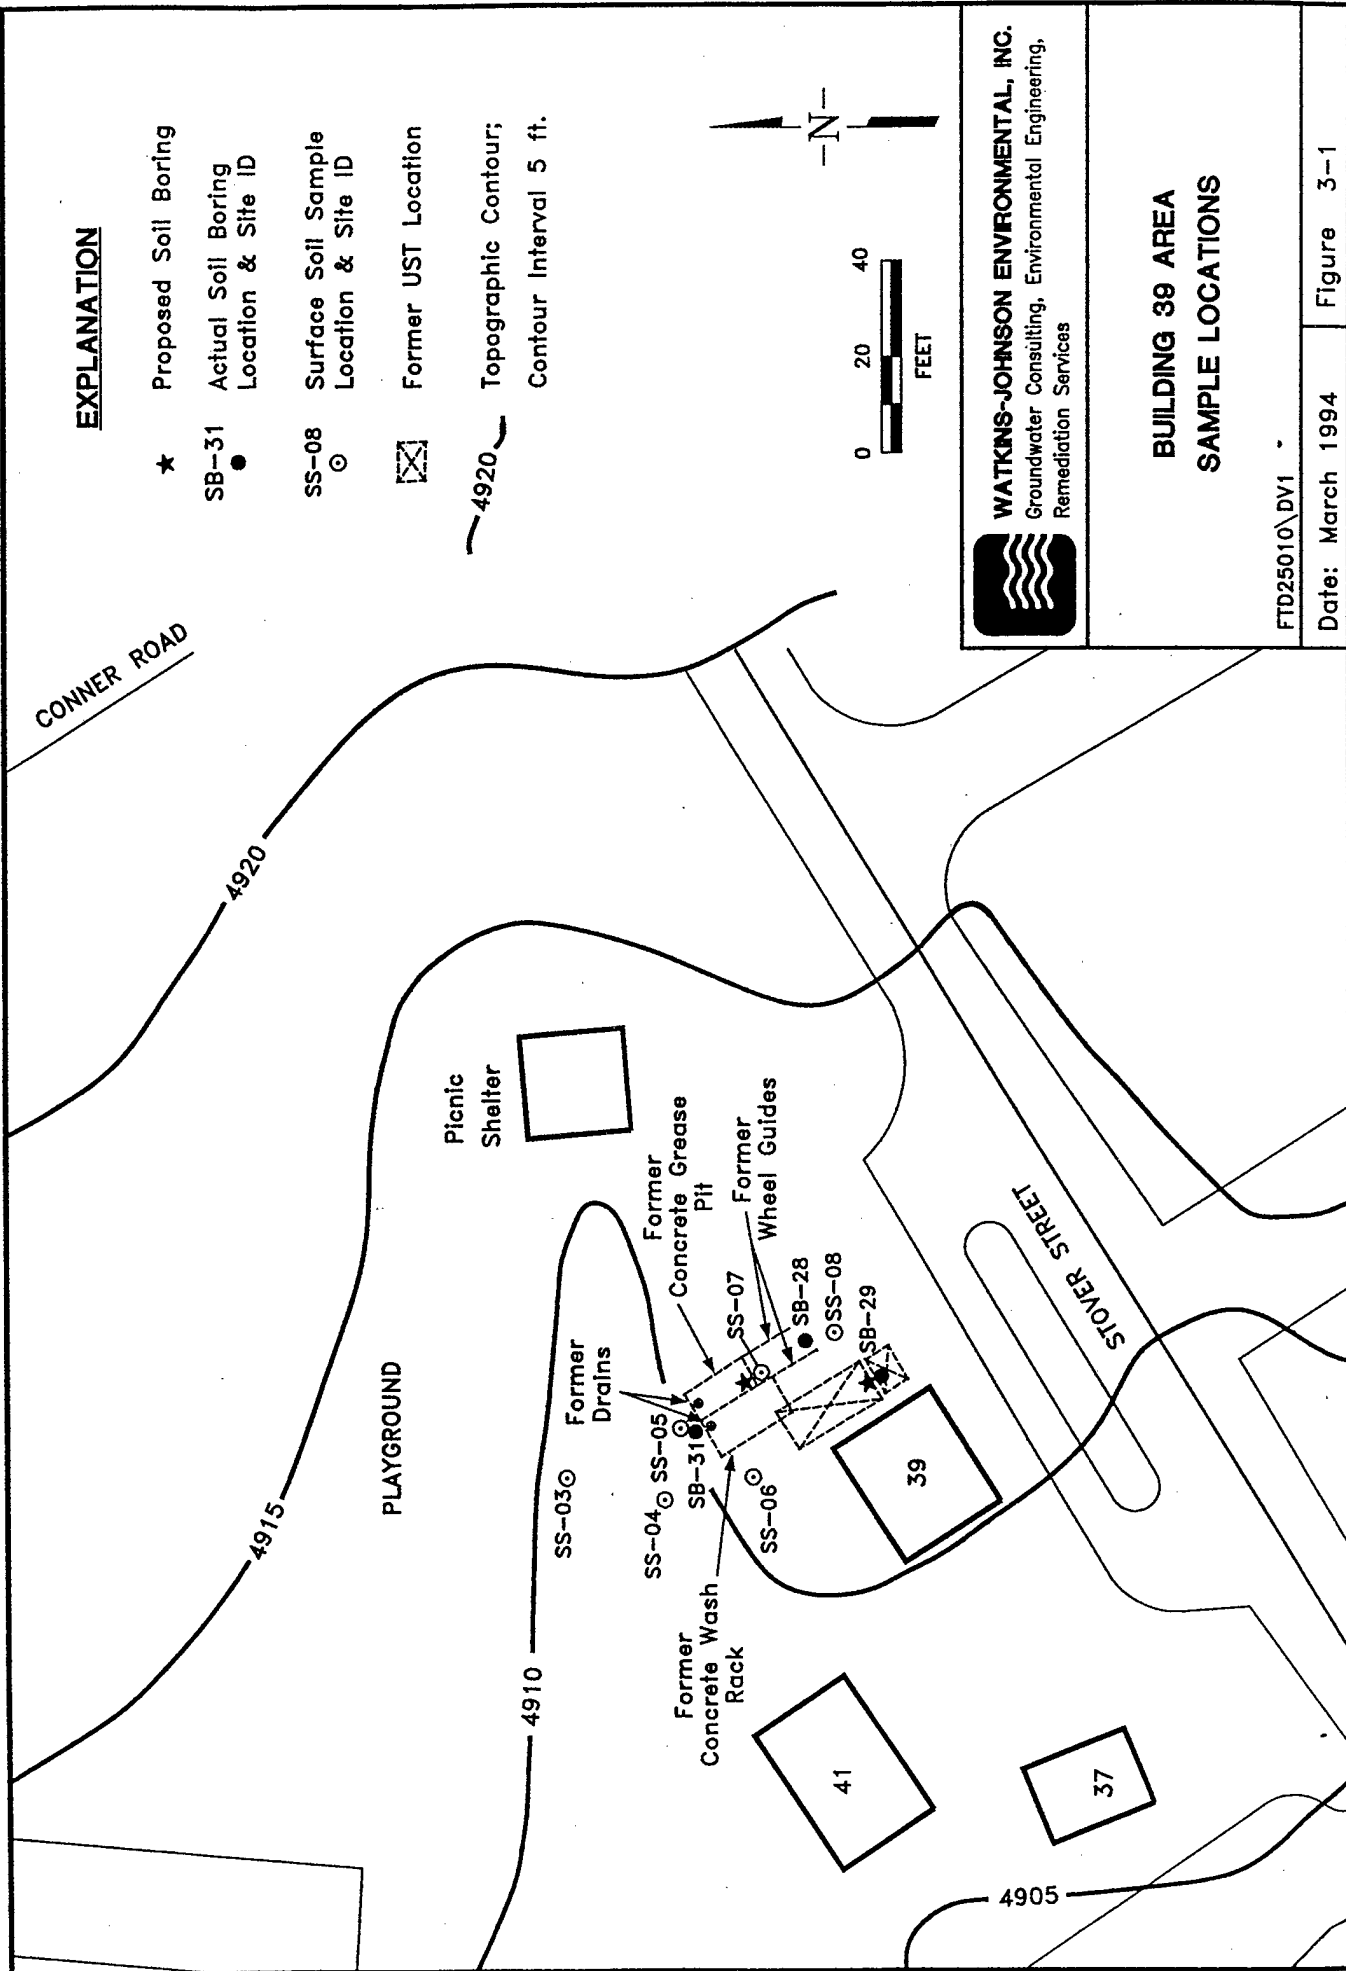 EXPLANATION
Proposed Soil Boring
SB-31
Actual Soil Boring
Location & Site ID
SS-08
Surface Soil Sample
Location & Site ID
Former UST Location
4920
Topographic Contour;
Contour Interval 5 ft.
-N-
0 20 40
FEET
CONNER ROAD
4920
4915
4910
4905
PLAYGROUND
Picnic
Shelter
Former
Concrete Grease
Pit
Former
Wheel Guides
Former
Drains
SS-03
SS-04
SS-05
SB-31
SS-06
SS-07
SB-28
SS-08
SB-29
Former
Concrete Wash
Rack
39
41
37
STOVER STREET
WATKINS-JOHNSON ENVIRONMENTAL, INC.
Groundwater Consulting, Environmental Engineering,
Remediation Services
BUILDING 39 AREA
SAMPLE LOCATIONS
FTD25010\DV1
Date: March 1994
Figure 3-1